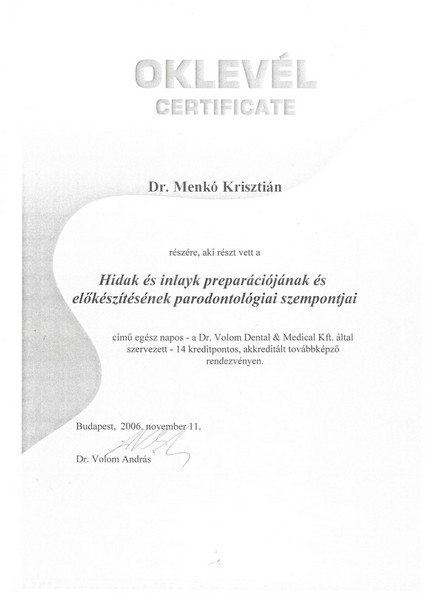 OKLEVÉL
CERTIFICATE
Dr. Menkó Krisztián
részére, aki részt vett a
Hidak és inlayk preparációjának és
előkészítésének parodontológiai szempontjai
című egész napos - a Dr. Volom Dental & Medical Kft. által
szervezett - 14 kreditpontos, akkreditált továbbképző
rendezvényen.
Budapest, 2006. november 11.
Dr. Volom András